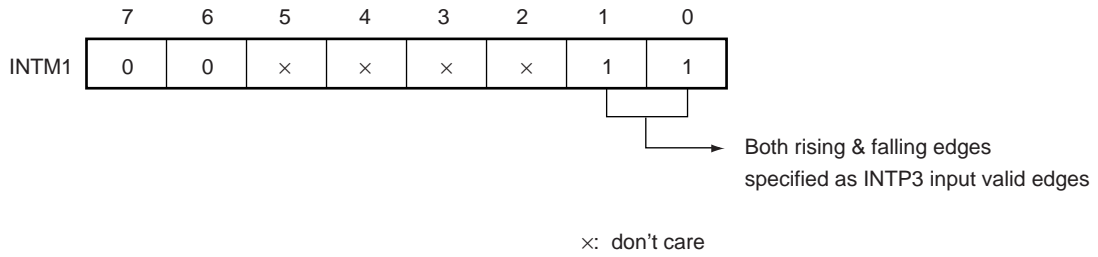 7 6 5 4 3 2 1 0
INTM1 0 0 × × × × 1 1
Both rising & falling edges
specified as INTP3 input valid edges
×: don't care